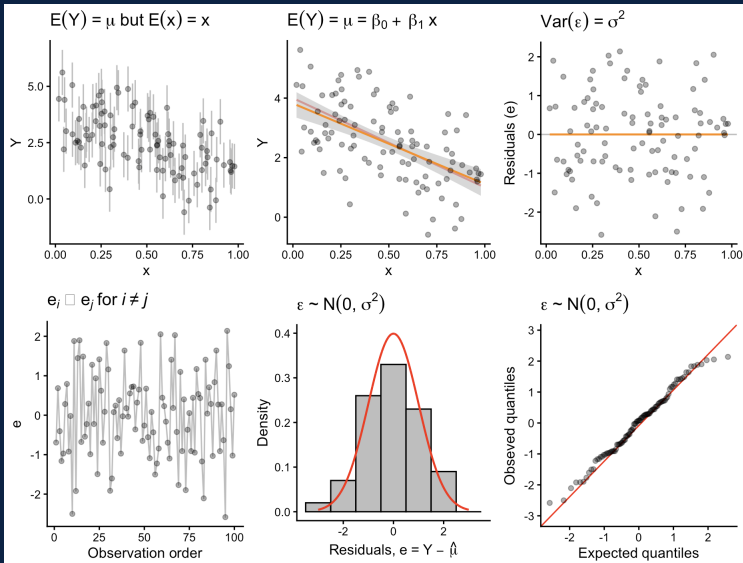 E(Y) = μ but E(x) = x
E(Y) = μ = β₀ + β₁ x
Var(ε) = σ²
Y
5.0
2.5
0.0
0.00 0.25 0.50 0.75 1.00
x
Y
4
2
0
0.00 0.25 0.50 0.75 1.00
x
Residuals (e)
2
1
0
-1
-2
0.00 0.25 0.50 0.75 1.00
x
eᵢ □ eⱼ for i ≠ j
ε ~ N(0, σ²)
ε ~ N(0, σ²)
e
2
1
0
-1
-2
0 25 50 75 100
Observation order
Density
0.4
0.3
0.2
0.1
0.0
-2 0 2
Residuals, e = Y − μ̂
Obseved quantiles
3
2
1
0
-1
-2
-3
-2 -1 0 1 2
Expected quantiles